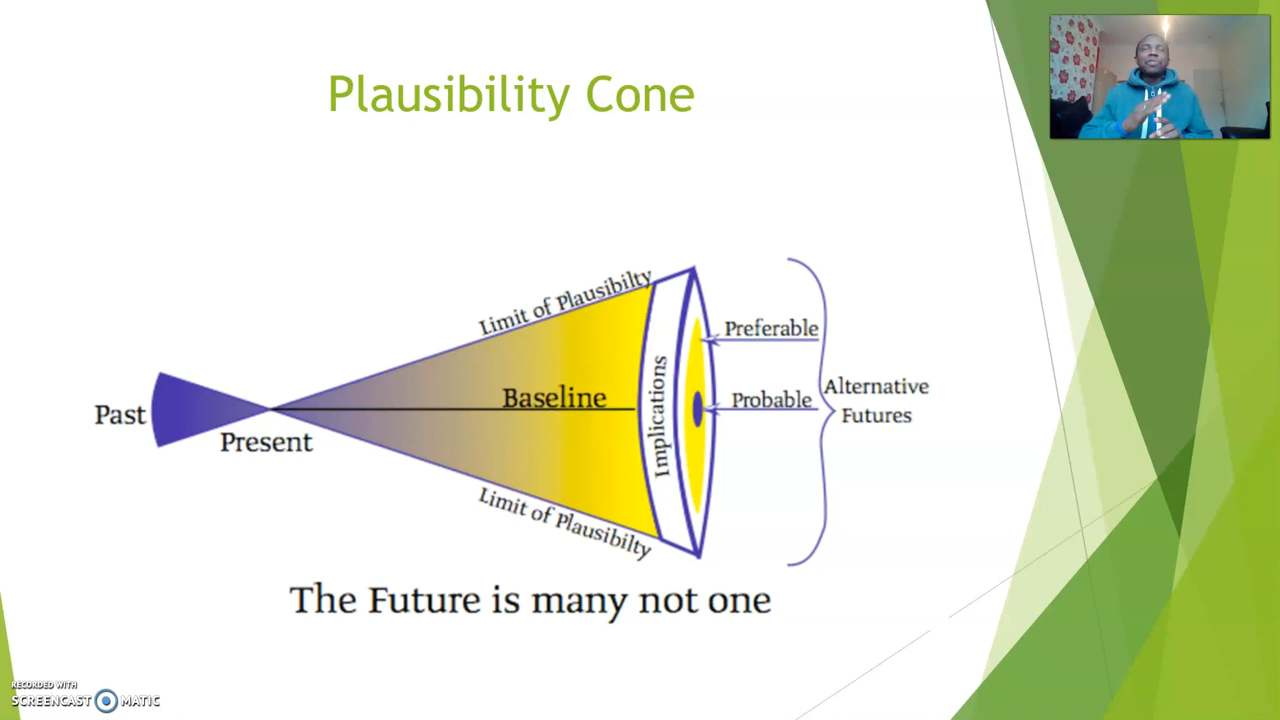 Plausibility Cone
Limit of Plausibilty
Preferable
Baseline
Implications
Probable
Alternative
Futures
Past
Present
Limit of Plausibilty
The Future is many not one
RECORDED WITH
SCREENCAST MATIC